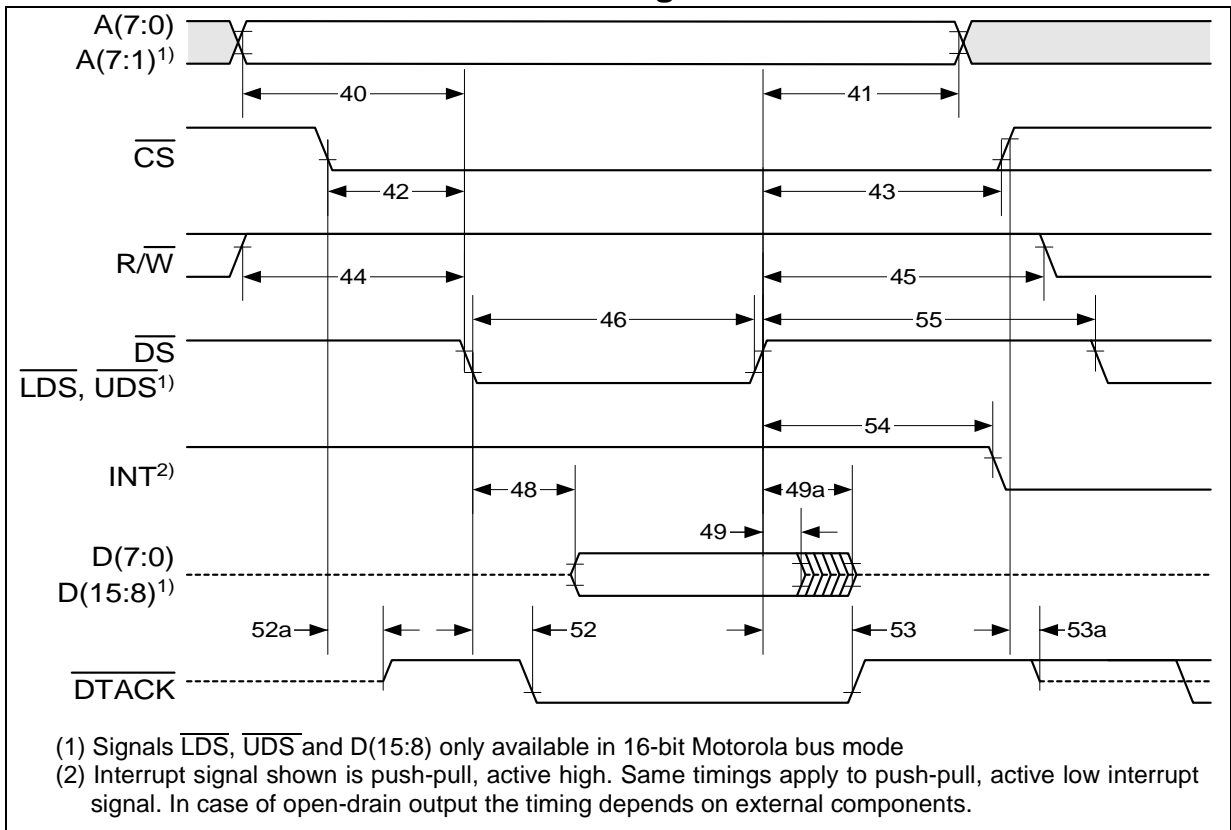 A(7:0)
A(7:1)1)
40
41
CS
42
43
R/W
44
45
46
55
DS
LDS, UDS1)
54
INT2)
48
49a
49
D(7:0)
D(15:8)1)
52a
52
53
53a
DTACK
(1) Signals LDS, UDS and D(15:8) only available in 16-bit Motorola bus mode
(2) Interrupt signal shown is push-pull, active high. Same timings apply to push-pull, active low interrupt
signal. In case of open-drain output the timing depends on external components.